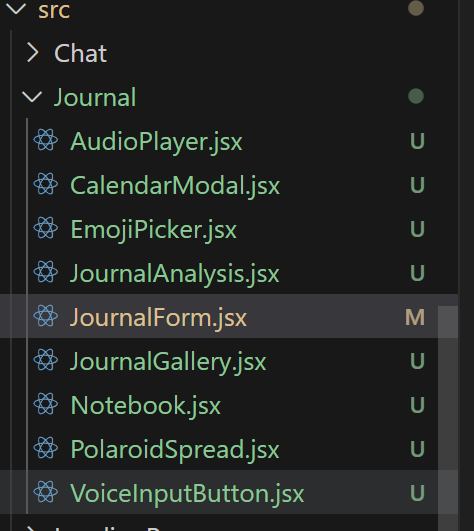 src
Chat
Journal
AudioPlayer.jsx U
CalendarModal.jsx U
EmojiPicker.jsx U
JournalAnalysis.jsx U
JournalForm.jsx M
JournalGallery.jsx U
Notebook.jsx U
PolaroidSpread.jsx U
VoiceInputButton.jsx U